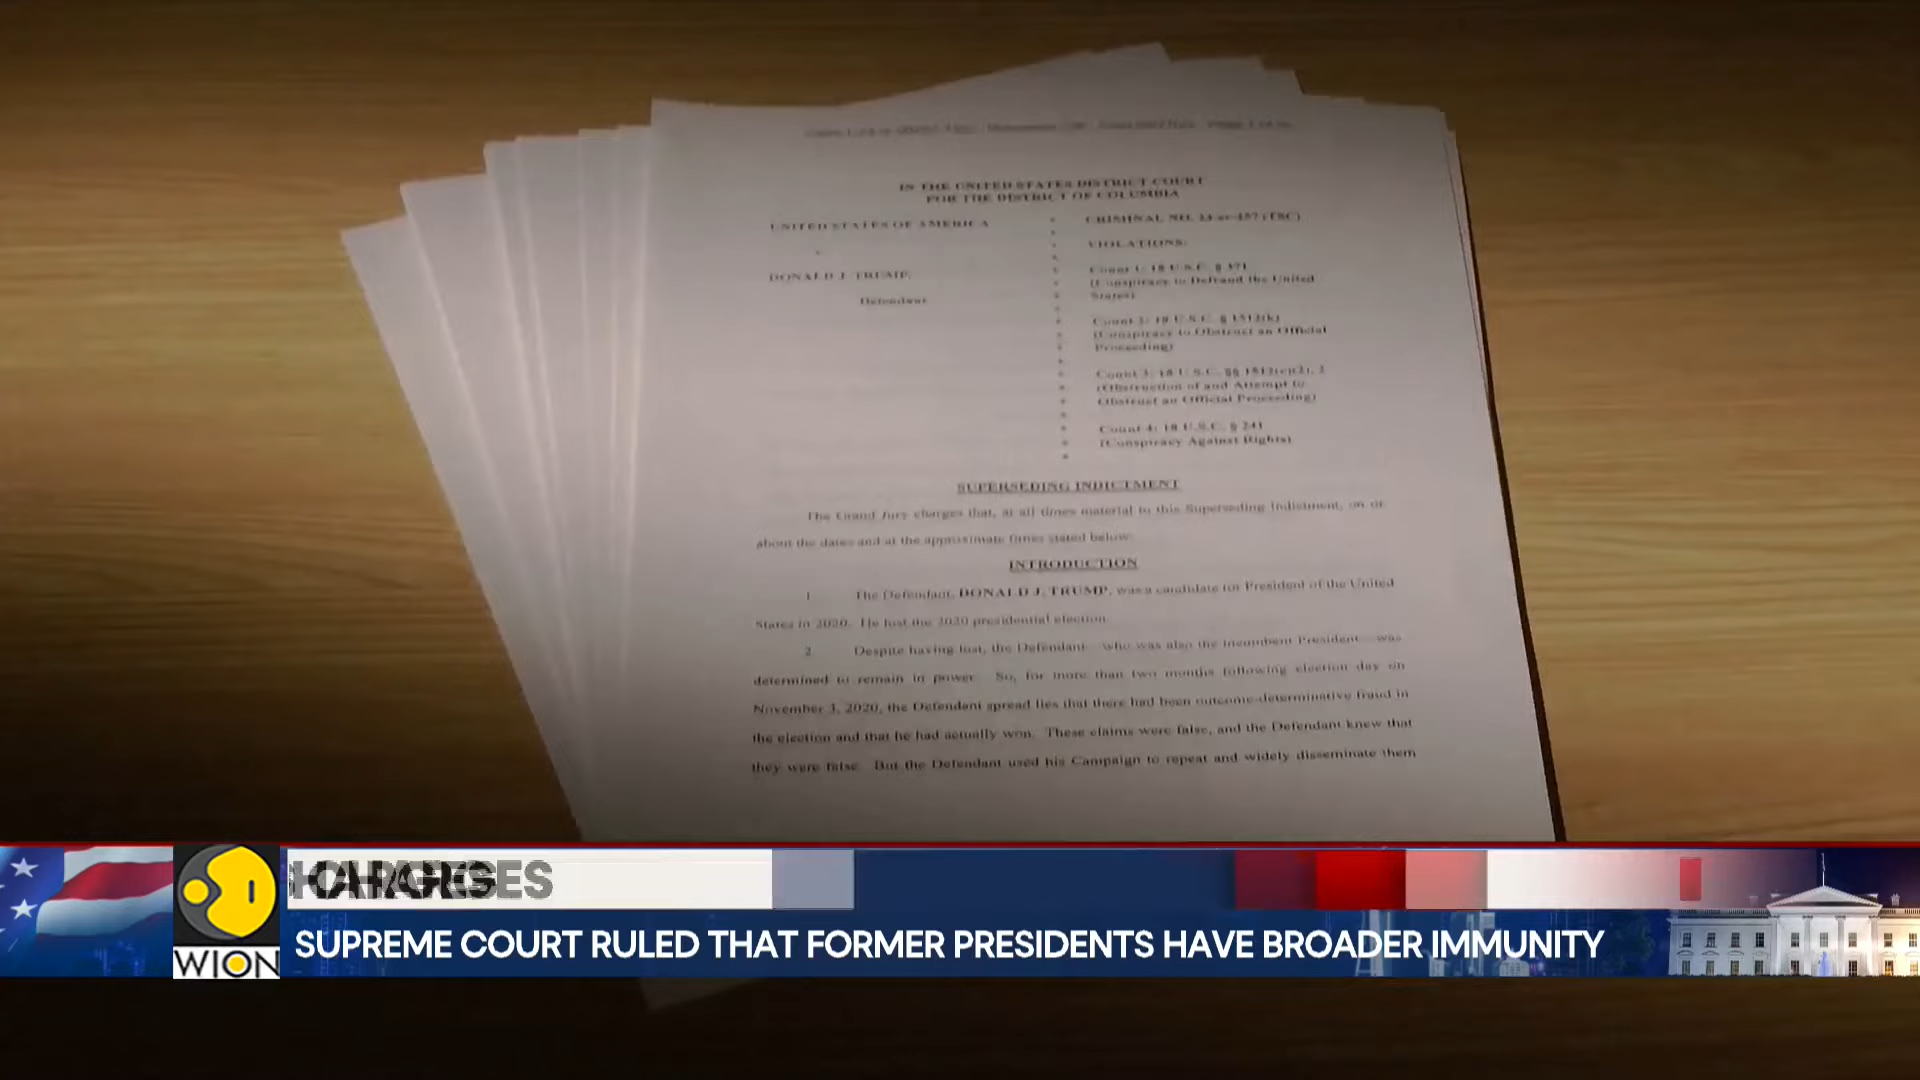 IN THE UNITED STATES DISTRICT COURT
FOR THE DISTRICT OF COLUMBIA
UNITED STATES OF AMERICA
DONALD J. TRUMP,
Defendant
CRIMINAL NO. 23-cr-257 (TSC)
VIOLATIONS:
Count 1: 18 U.S.C. § 371
(Conspiracy to Defraud the United
States)
Count 2: 18 U.S.C. § 1512(k)
(Conspiracy to Obstruct an Official
Proceeding)
Count 3: 18 U.S.C. §§ 1512(c)(2), 2
(Obstruction of and Attempt to
Obstruct an Official Proceeding)
Count 4: 18 U.S.C. § 241
(Conspiracy Against Rights)
SUPERSEDING INDICTMENT
The Grand Jury charges that, at all times material to this Superseding Indictment, on or
about the dates and at the approximate times stated below:
INTRODUCTION
1. The Defendant, DONALD J. TRUMP, was a candidate for President of the United
States in 2020. He lost the 2020 presidential election.
2. Despite having lost, the Defendant—who was also the incumbent President—was
determined to remain in power. So, for more than two months following election day on
November 3, 2020, the Defendant spread lies that there had been outcome-determinative fraud in
the election and that he had actually won. These claims were false, and the Defendant knew that
they were false. But the Defendant used his Campaign to repeat and widely disseminate them
CHARGES
WION
SUPREME COURT RULED THAT FORMER PRESIDENTS HAVE BROADER IMMUNITY